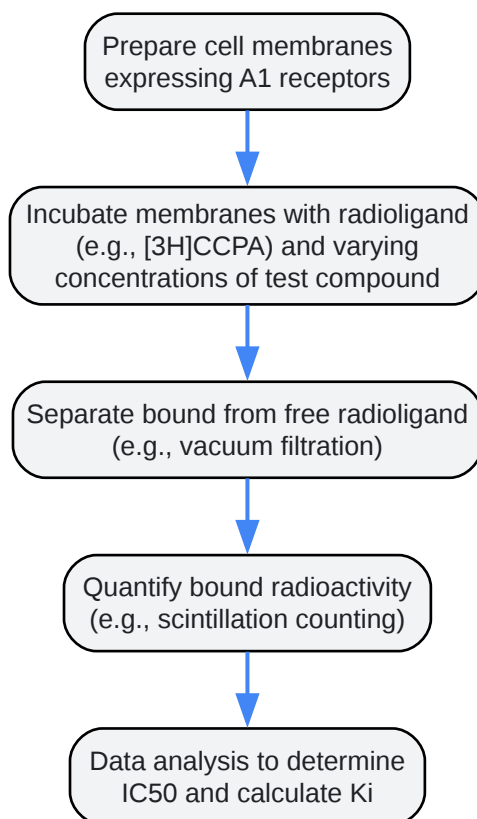 Prepare cell membranes
expressing A1 receptors
Incubate membranes with radioligand
(e.g., [3H]CCPA) and varying
concentrations of test compound
Separate bound from free radioligand
(e.g., vacuum filtration)
Quantify bound radioactivity
(e.g., scintillation counting)
Data analysis to determine
IC50 and calculate Ki